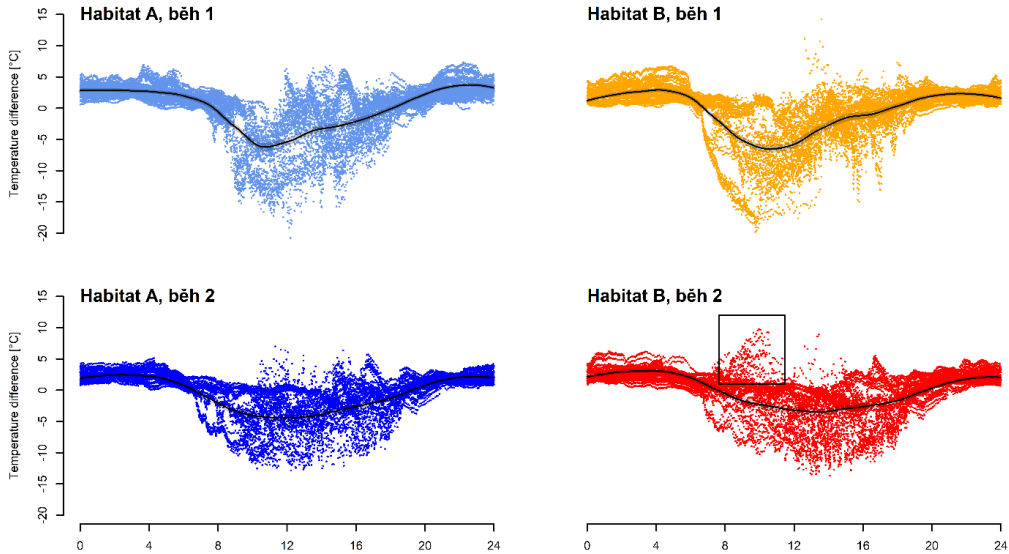 Habitat A, běh 1
Habitat B, běh 1
Temperature difference [°C]
15
10
5
0
-5
-10
-15
-20
Habitat A, běh 2
Habitat B, běh 2
Temperature difference [°C]
15
10
5
0
-5
-10
-15
-20
0 4 8 12 16 20 24
0 4 8 12 16 20 24